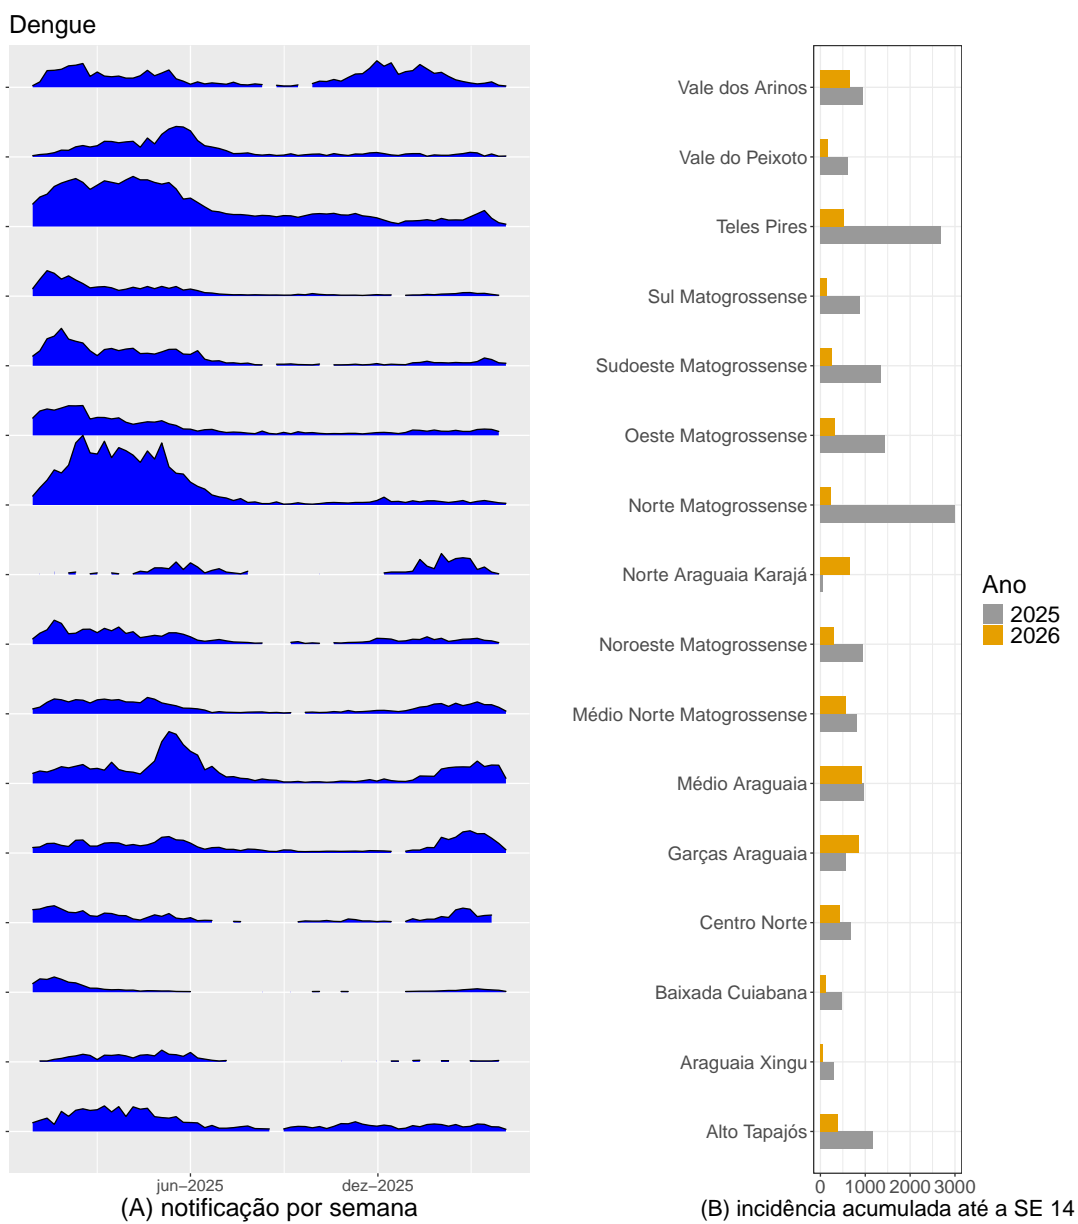 Dengue
Vale dos Arinos
Vale do Peixoto
Teles Pires
Sul Matogrossense
Sudoeste Matogrossense
Oeste Matogrossense
Norte Matogrossense
Norte Araguaia Karajá
Noroeste Matogrossense
Médio Norte Matogrossense
Médio Araguaia
Garças Araguaia
Centro Norte
Baixada Cuiabana
Araguaia Xingu
Alto Tapajós
Ano
2025
2026
jun−2025 dez−2025
0 1000 2000 3000
(A) notificação por semana
(B) incidência acumulada até a SE 14